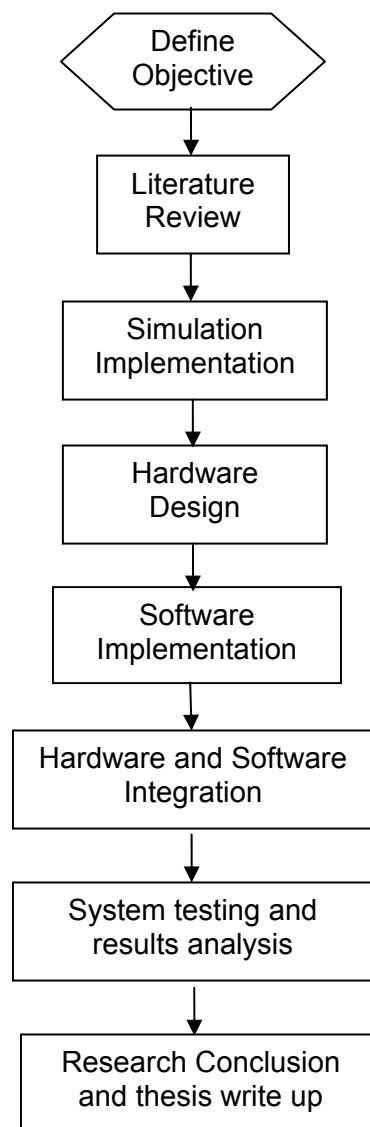 Define
Objective
Literature
Review
Simulation
Implementation
Hardware
Design
Software
Implementation
Hardware and Software
Integration
System testing and
results analysis
Research Conclusion
and thesis write up